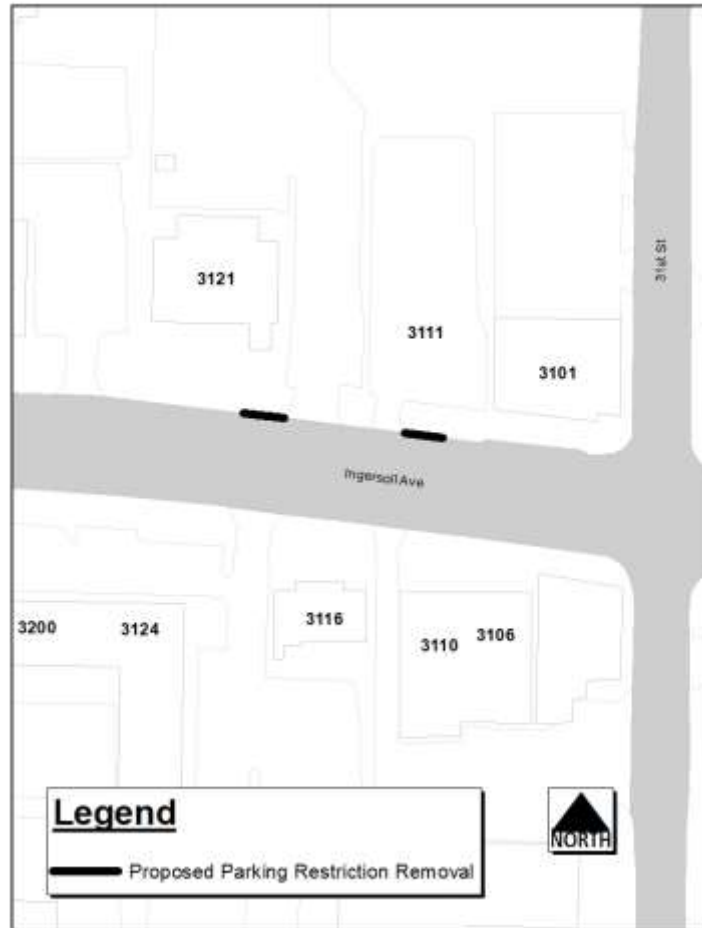 31st St
3121
3111
3101
Ingersoll Ave
3116
3200
3124
3110
3106
Legend
NORTH
Proposed Parking Restriction Removal